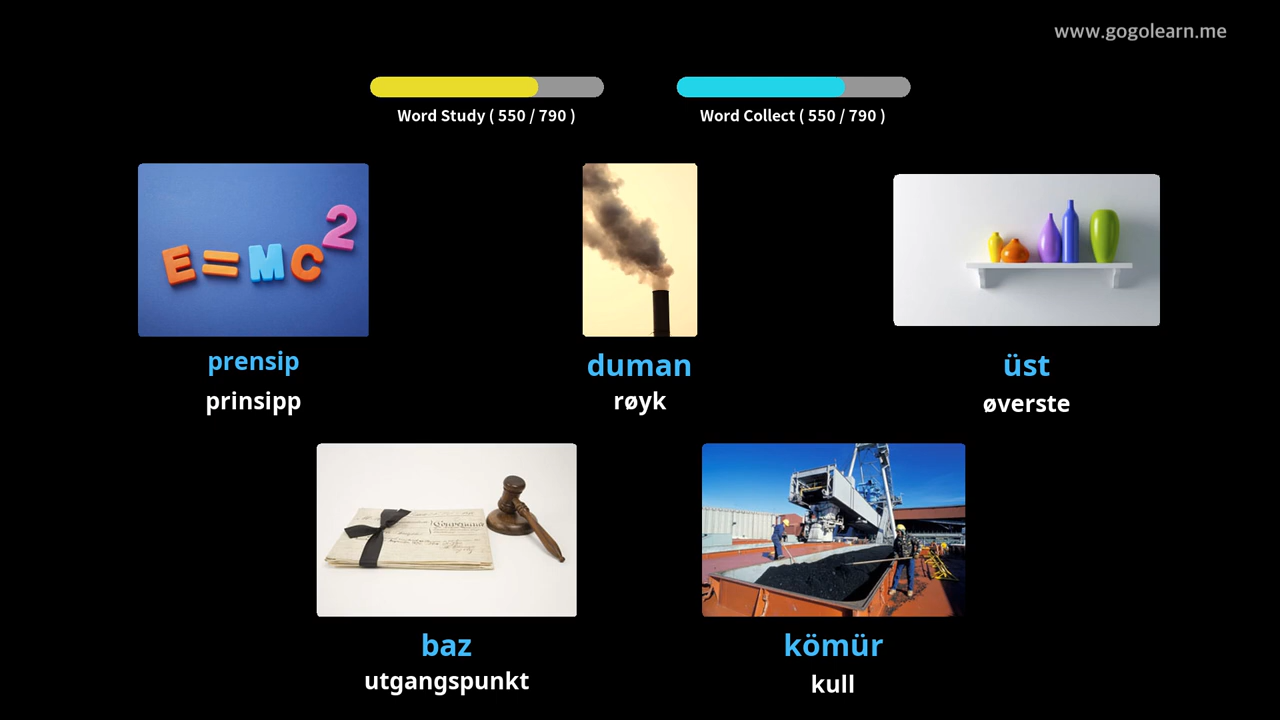 www.gogolearn.me
Word Study ( 550 / 790 )
Word Collect ( 550 / 790 )
E=MC2
prensip
prinsipp
duman
røyk
üst
øverste
baz
utgangspunkt
kömür
kull